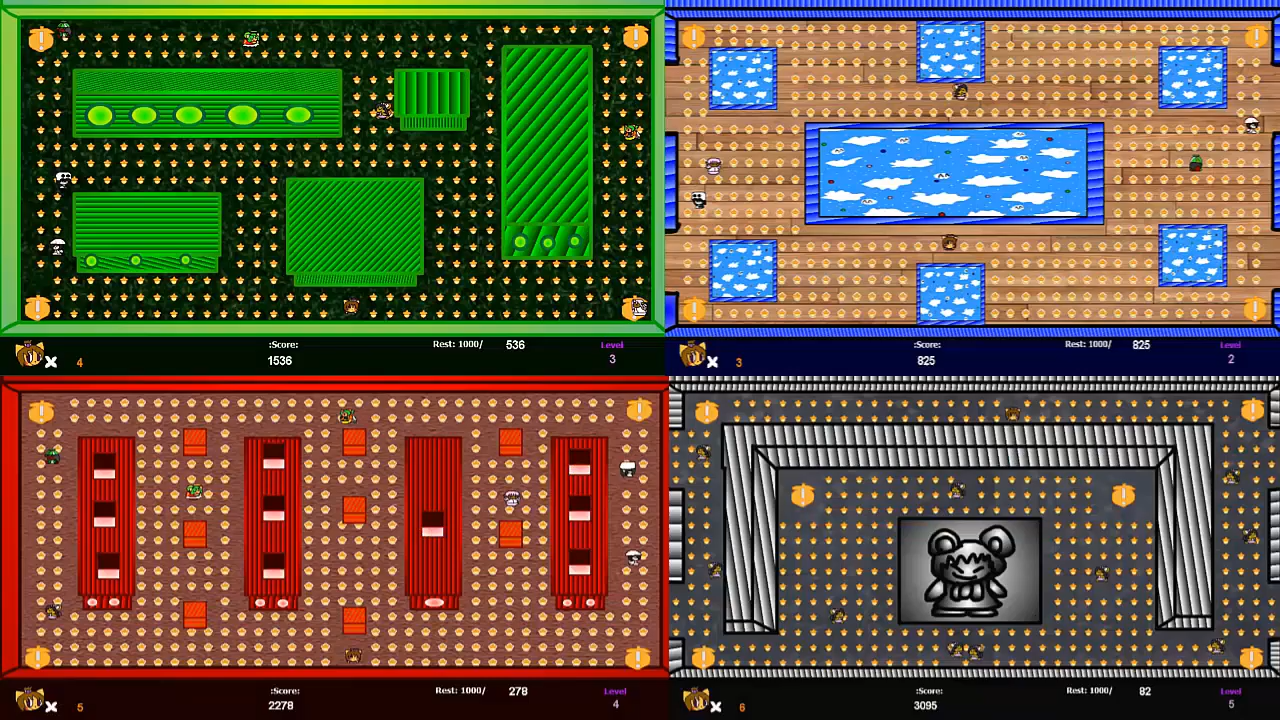 :Score:
Rest: 1000/ 536
Level
X 4
1536
3
:Score:
Rest: 1000/ 825
Level
X 3
825
2
:Score:
Rest: 1000/ 278
Level
X 5
2278
4
:Score:
Rest: 1000/ 82
Level
X 6
3095
5